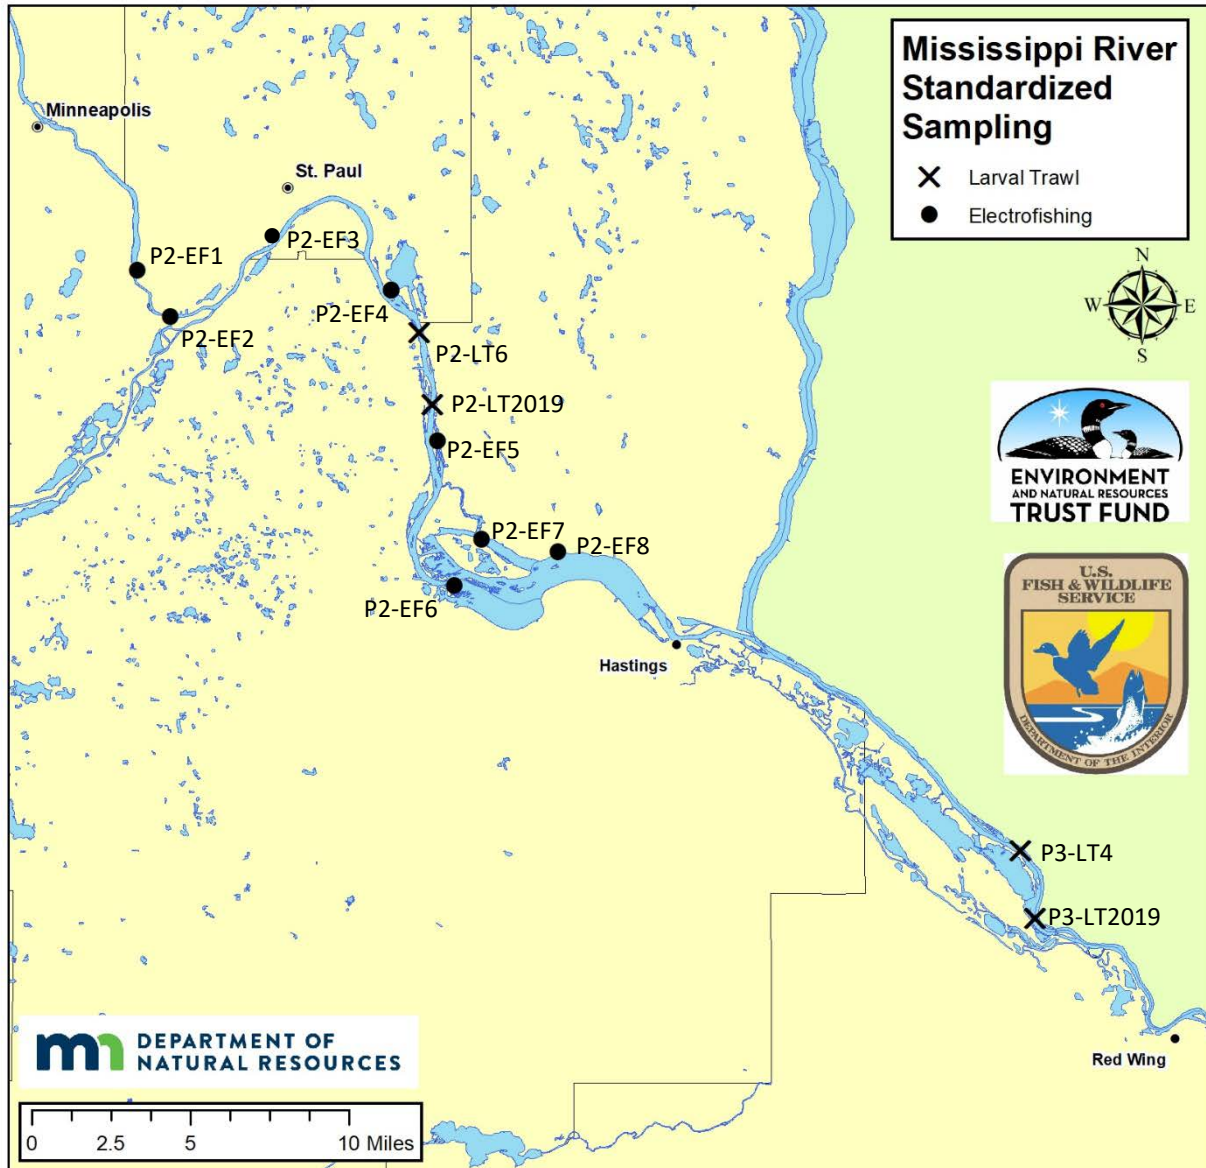 Mississippi River
Standardized
Sampling
Larval Trawl
Electrofishing
Minneapolis
St. Paul
P2-EF3
P2-EF1
P2-EF4
P2-EF2
P2-LT6
P2-LT2019
P2-EF5
P2-EF7
P2-EF8
P2-EF6
Hastings
N
W
E
S
ENVIRONMENT
AND NATURAL RESOURCES
TRUST FUND
U.S.
FISH & WILDLIFE
SERVICE
DEPARTMENT OF THE INTERIOR
P3-LT4
P3-LT2019
Red Wing
mn DEPARTMENT OF
NATURAL RESOURCES
0 2.5 5 10 Miles